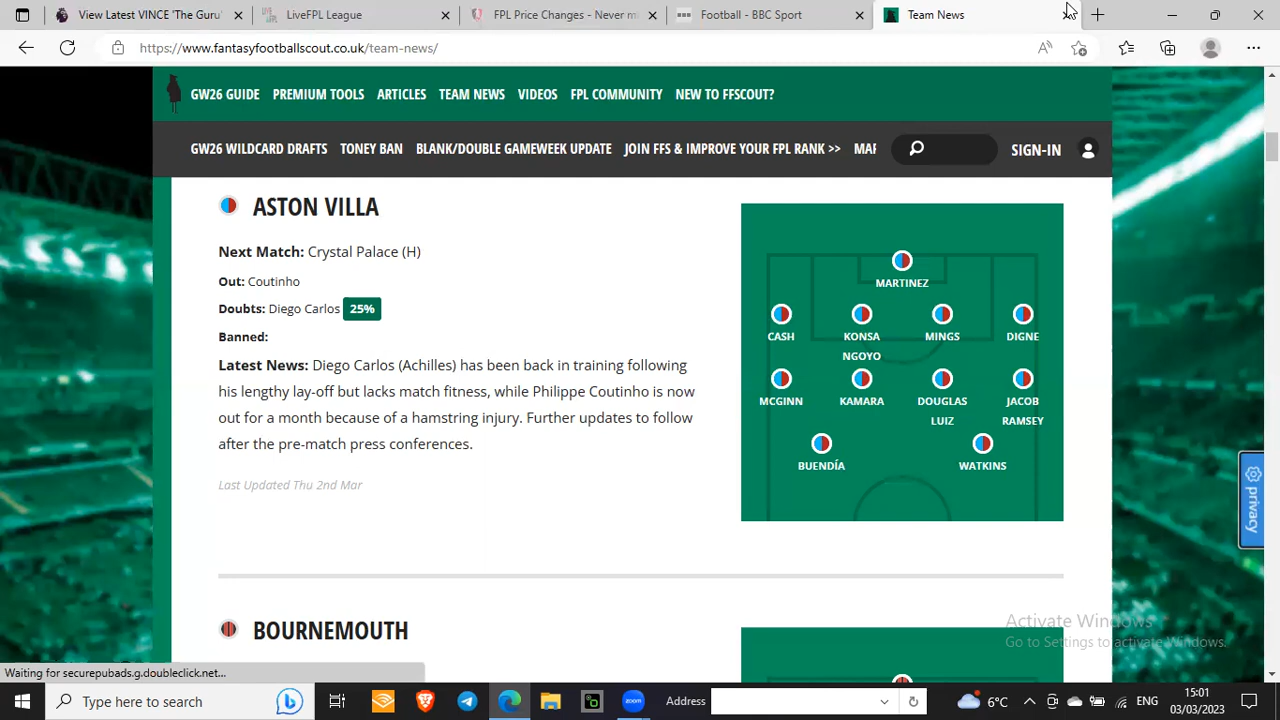 View Latest VINCE 'The Guru'
LiveFPL League
FPL Price Changes - Never m
Football - BBC Sport
Team News
https://www.fantasyfootballscout.co.uk/team-news/
GW26 GUIDE PREMIUM TOOLS ARTICLES TEAM NEWS VIDEOS FPL COMMUNITY NEW TO FFSCOUT?
GW26 WILDCARD DRAFTS TONEY BAN BLANK/DOUBLE GAMEWEEK UPDATE JOIN FFS & IMPROVE YOUR FPL RANK >> MAF SIGN-IN
ASTON VILLA
Next Match: Crystal Palace (H)
Out: Coutinho
Doubts: Diego Carlos 25%
Banned:
Latest News: Diego Carlos (Achilles) has been back in training following
his lengthy lay-off but lacks match fitness, while Philippe Coutinho is now
out for a month because of a hamstring injury. Further updates to follow
after the pre-match press conferences.
Last Updated Thu 2nd Mar
MARTINEZ
CASH KONSA MINGS DIGNE
NGOYO
MCGINN KAMARA DOUGLAS JACOB
LUIZ RAMSEY
BUENDÍA WATKINS
privacy
BOURNEMOUTH
Activate Windows
Go to Settings to activate Windows.
Waiting for securepubads.g.doubleclick.net...
Type here to search
zoom
Address
6°C
ENG
15:01
03/03/2023